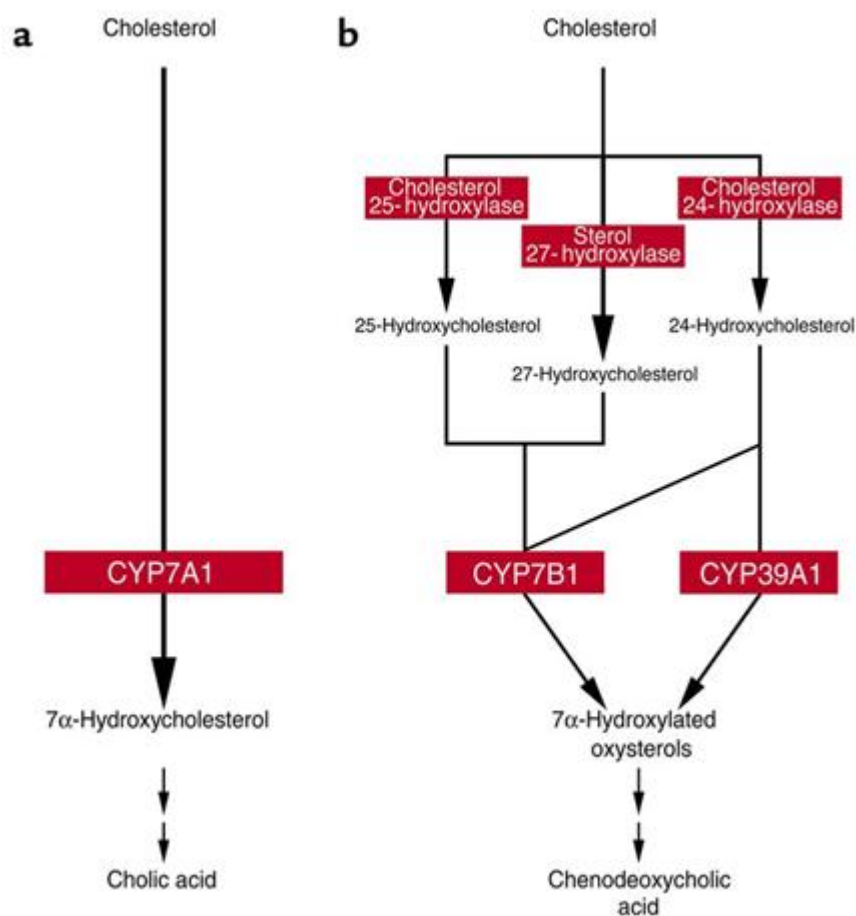 a
Cholesterol
CYP7A1
7α-Hydroxycholesterol
Cholic acid
b
Cholesterol
Cholesterol
25- hydroxylase
Cholesterol
24- hydroxylase
Sterol
27- hydroxylase
25-Hydroxycholesterol
24-Hydroxycholesterol
27-Hydroxycholesterol
CYP7B1
CYP39A1
7α-Hydroxylated
oxysterols
Chenodeoxycholic
acid